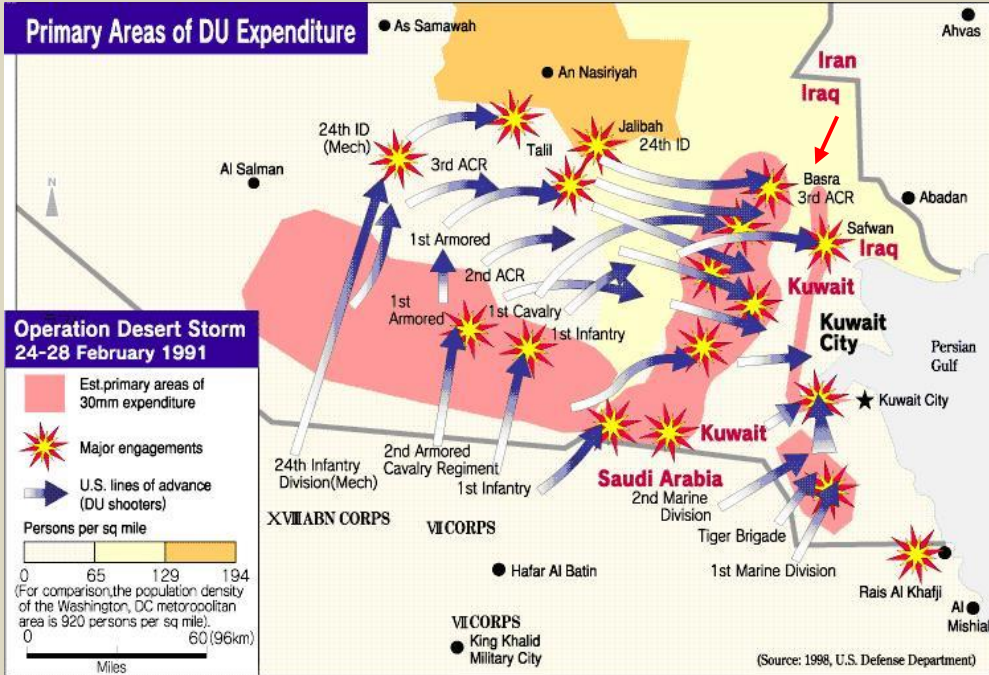 Primary Areas of DU Expenditure
As Samawah
Ahvas
An Nasiriyah
Iran
Iraq
24th ID
(Mech)
Talil
Jalibah
24th ID
Al Salman
3rd ACR
Basra
3rd ACR
Abadan
N
1st Armored
Safwan
Iraq
2nd ACR
Kuwait
1st
Armored
1st Cavalry
1st Infantry
Kuwait
City
Persian
Gulf
Kuwait City
Operation Desert Storm
24-28 February 1991
Est.primary areas of
30mm expenditure
Major engagements
U.S. lines of advance
(DU shooters)
Persons per sq mile
0 65 129 194
(For comparison,the population density
of the Washington, DC metoropolitan
area is 920 persons per sq mile).
0 60 (96km)
Miles
Kuwait
Saudi Arabia
24th Infantry
Division(Mech)
2nd Armored
Cavalry Regiment
1st Infantry
2nd Marine
Division
Tiger Brigade
1st Marine Division
XVIIIABN CORPS
VII CORPS
Hafar Al Batin
Rais Al Khafji
Al
Mishial
VII CORPS
King Khalid
Military City
(Source: 1998, U.S. Defense Department)